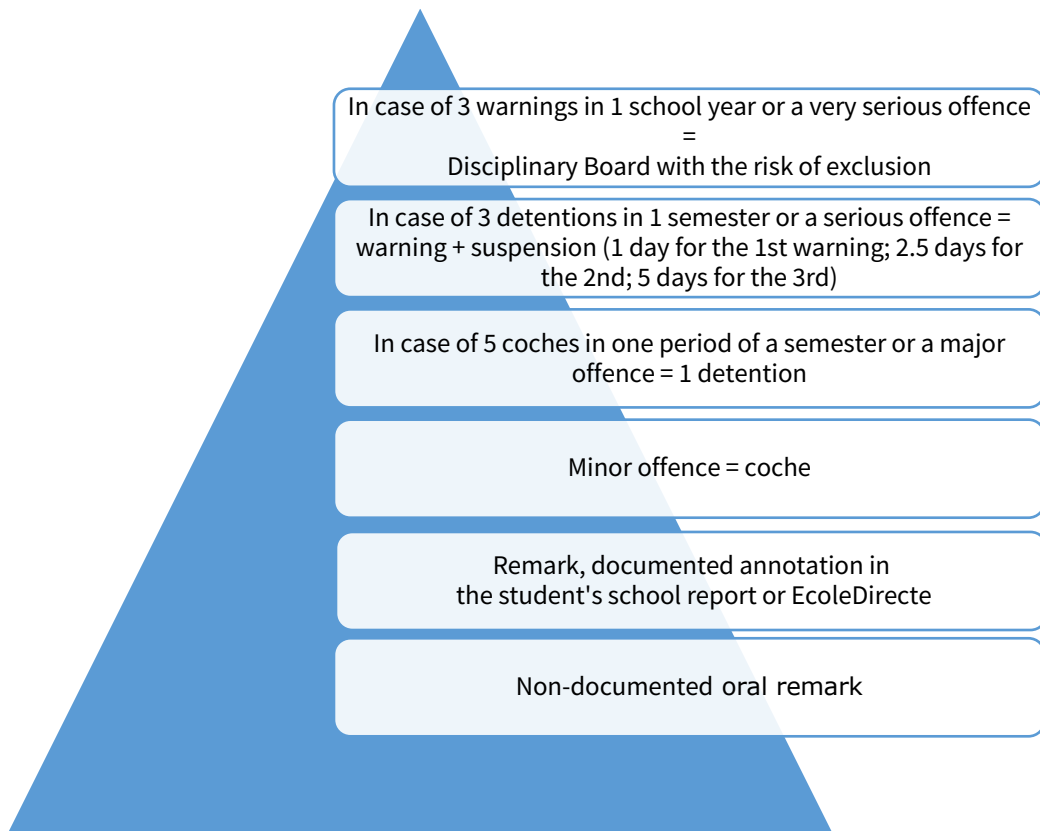 In case of 3 warnings in 1 school year or a very serious offence
=
Disciplinary Board with the risk of exclusion
In case of 3 detentions in 1 semester or a serious offence =
warning + suspension (1 day for the 1st warning; 2.5 days for
the 2nd; 5 days for the 3rd)
In case of 5 coches in one period of a semester or a major
offence = 1 detention
Minor offence = coche
Remark, documented annotation in
the student's school report or EcoleDirecte
Non-documented oral remark